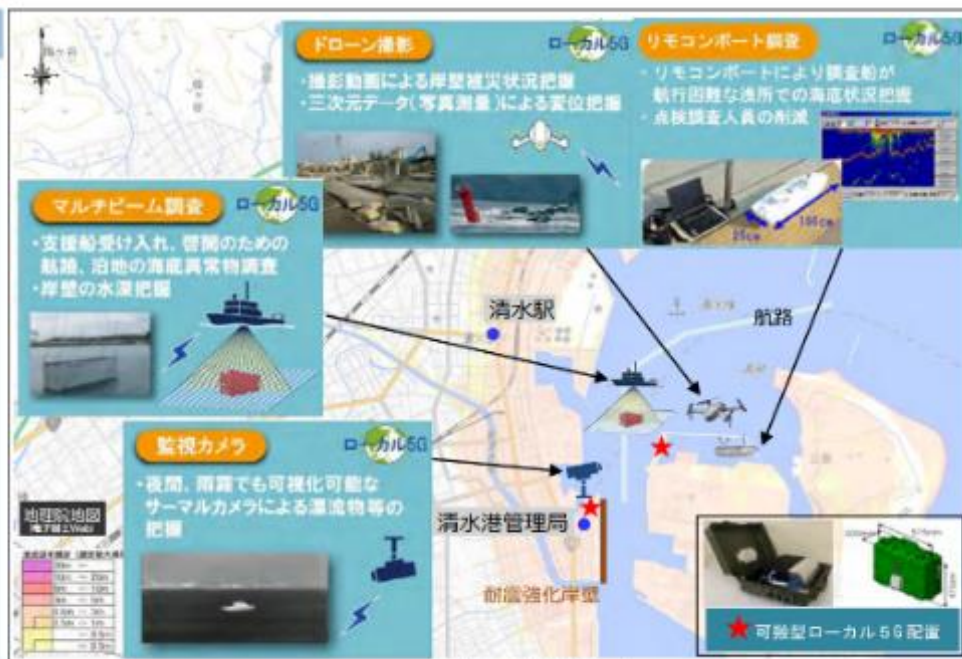 ドローン撮影
ローカル5G
・撮影動画による岸壁被災状況把握
・三次元データ(写真測量)による変位把握
リモコンボート調査
ローカル5G
・リモコンボートにより調査船が
航行困難な浅所での海底状況把握
・点検調査人員の削減
25cm
100cm
マルチビーム調査
ローカル5G
・支援船受け入れ、啓開のための
航路、泊地の海底異常物調査
・岸壁の水深把握
清水駅
航路
監視カメラ
ローカル5G
・夜間、雨霧でも可視化可能な
サーマルカメラによる漂流物等の
把握
清水港管理局
耐震強化岸壁
地理院地図
★可搬型ローカル5G配置